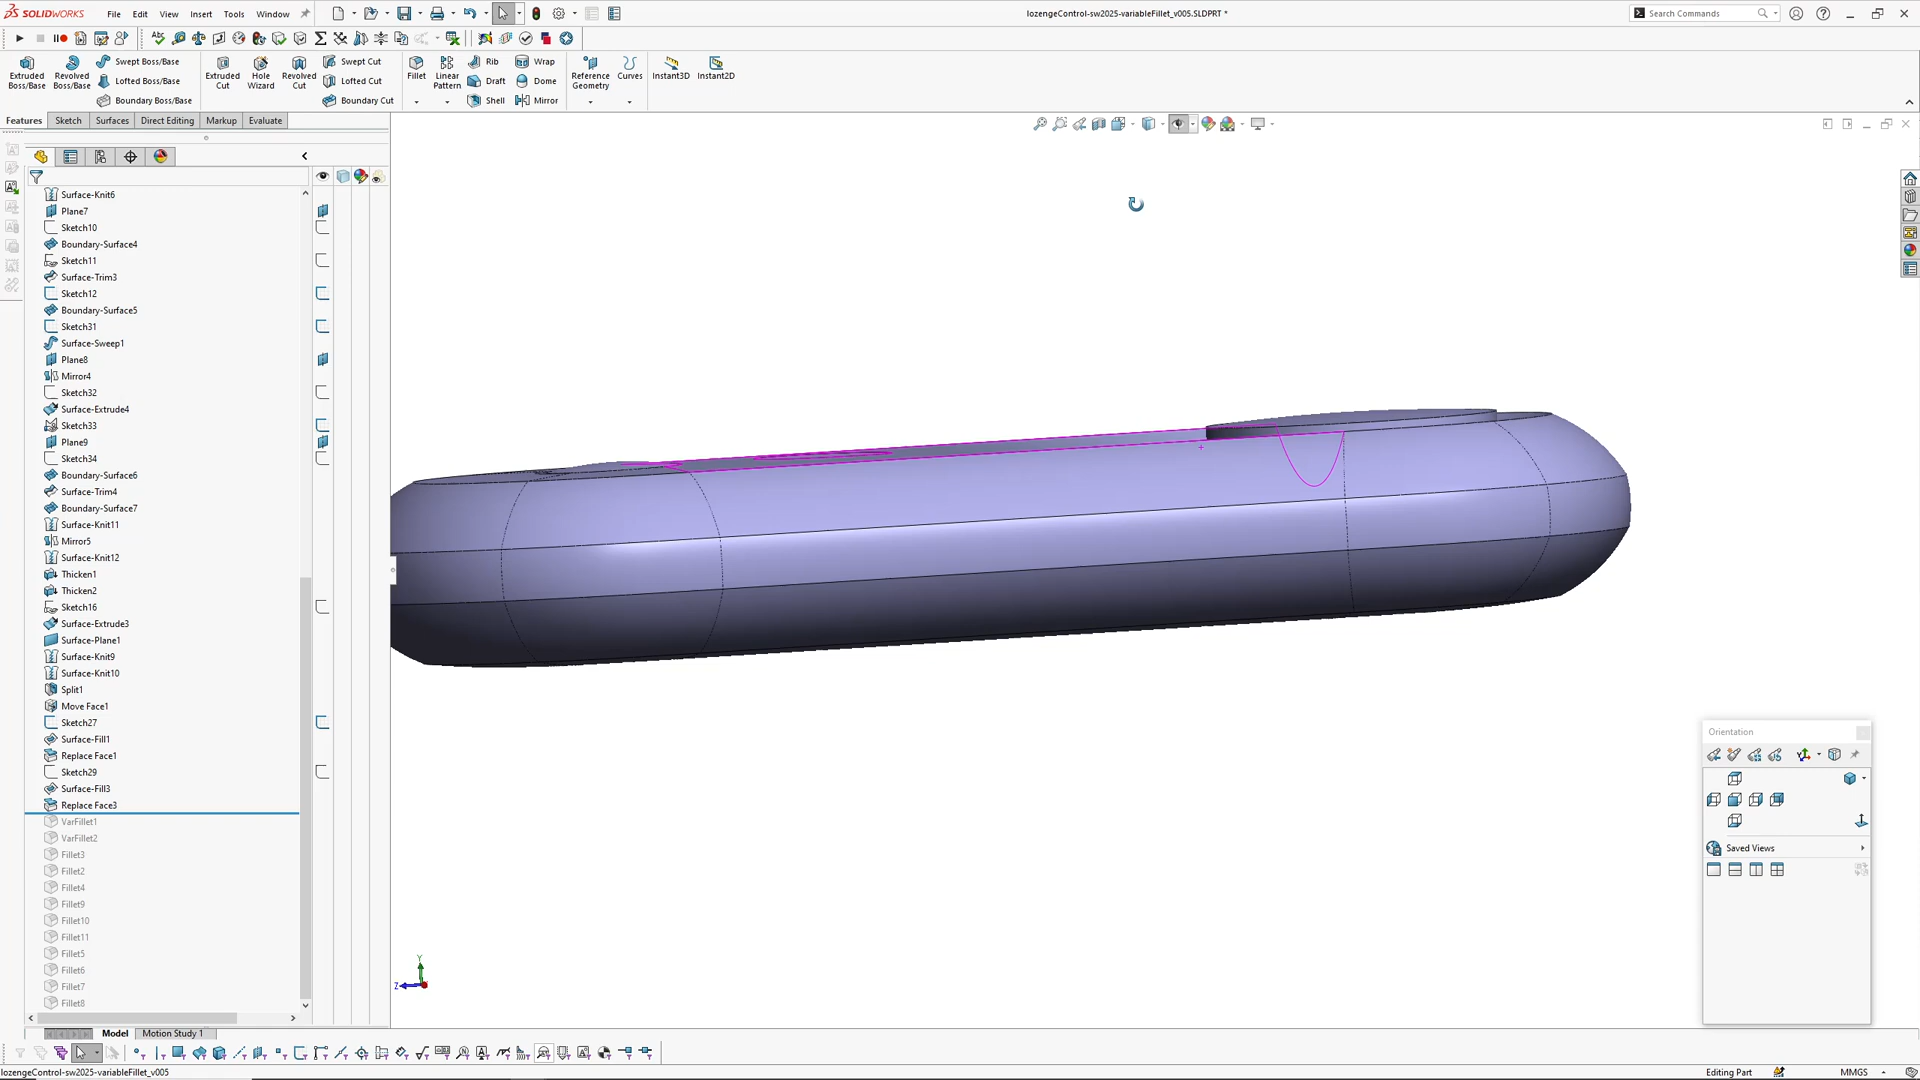 SOLIDWORKS File Edit View Insert Tools Window
lozengeControl-sw2025-variableFillet_v005.SLDPRT *
Search Commands
Extruded Boss/Base
Revolved Boss/Base
Swept Boss/Base
Lofted Boss/Base
Boundary Boss/Base
Extruded Cut
Hole Wizard
Revolved Cut
Swept Cut
Lofted Cut
Boundary Cut
Fillet
Linear Pattern
Rib
Draft
Shell
Wrap
Dome
Mirror
Reference Geometry
Curves
Instant3D
Instant2D
Features Sketch Surfaces Direct Editing Markup Evaluate
Surface-Knit6
Plane7
Sketch10
Boundary-Surface4
Sketch11
Surface-Trim3
Sketch12
Boundary-Surface5
Sketch31
Surface-Sweep1
Plane8
Mirror4
Sketch32
Surface-Extrude4
Sketch33
Plane9
Sketch34
Boundary-Surface6
Surface-Trim4
Boundary-Surface7
Surface-Knit11
Mirror5
Surface-Knit12
Thicken1
Thicken2
Sketch16
Surface-Extrude3
Surface-Plane1
Surface-Knit9
Surface-Knit10
Split1
Move Face1
Sketch27
Surface-Fill1
Replace Face1
Sketch29
Surface-Fill3
Replace Face3
VarFillet1
VarFillet2
Fillet3
Fillet2
Fillet4
Fillet9
Fillet10
Fillet11
Fillet5
Fillet6
Fillet7
Fillet8
Y
Z
Orientation
Saved Views
Model Motion Study 1
lozengeControl-sw2025-variableFillet_v005
Editing Part
MMGS